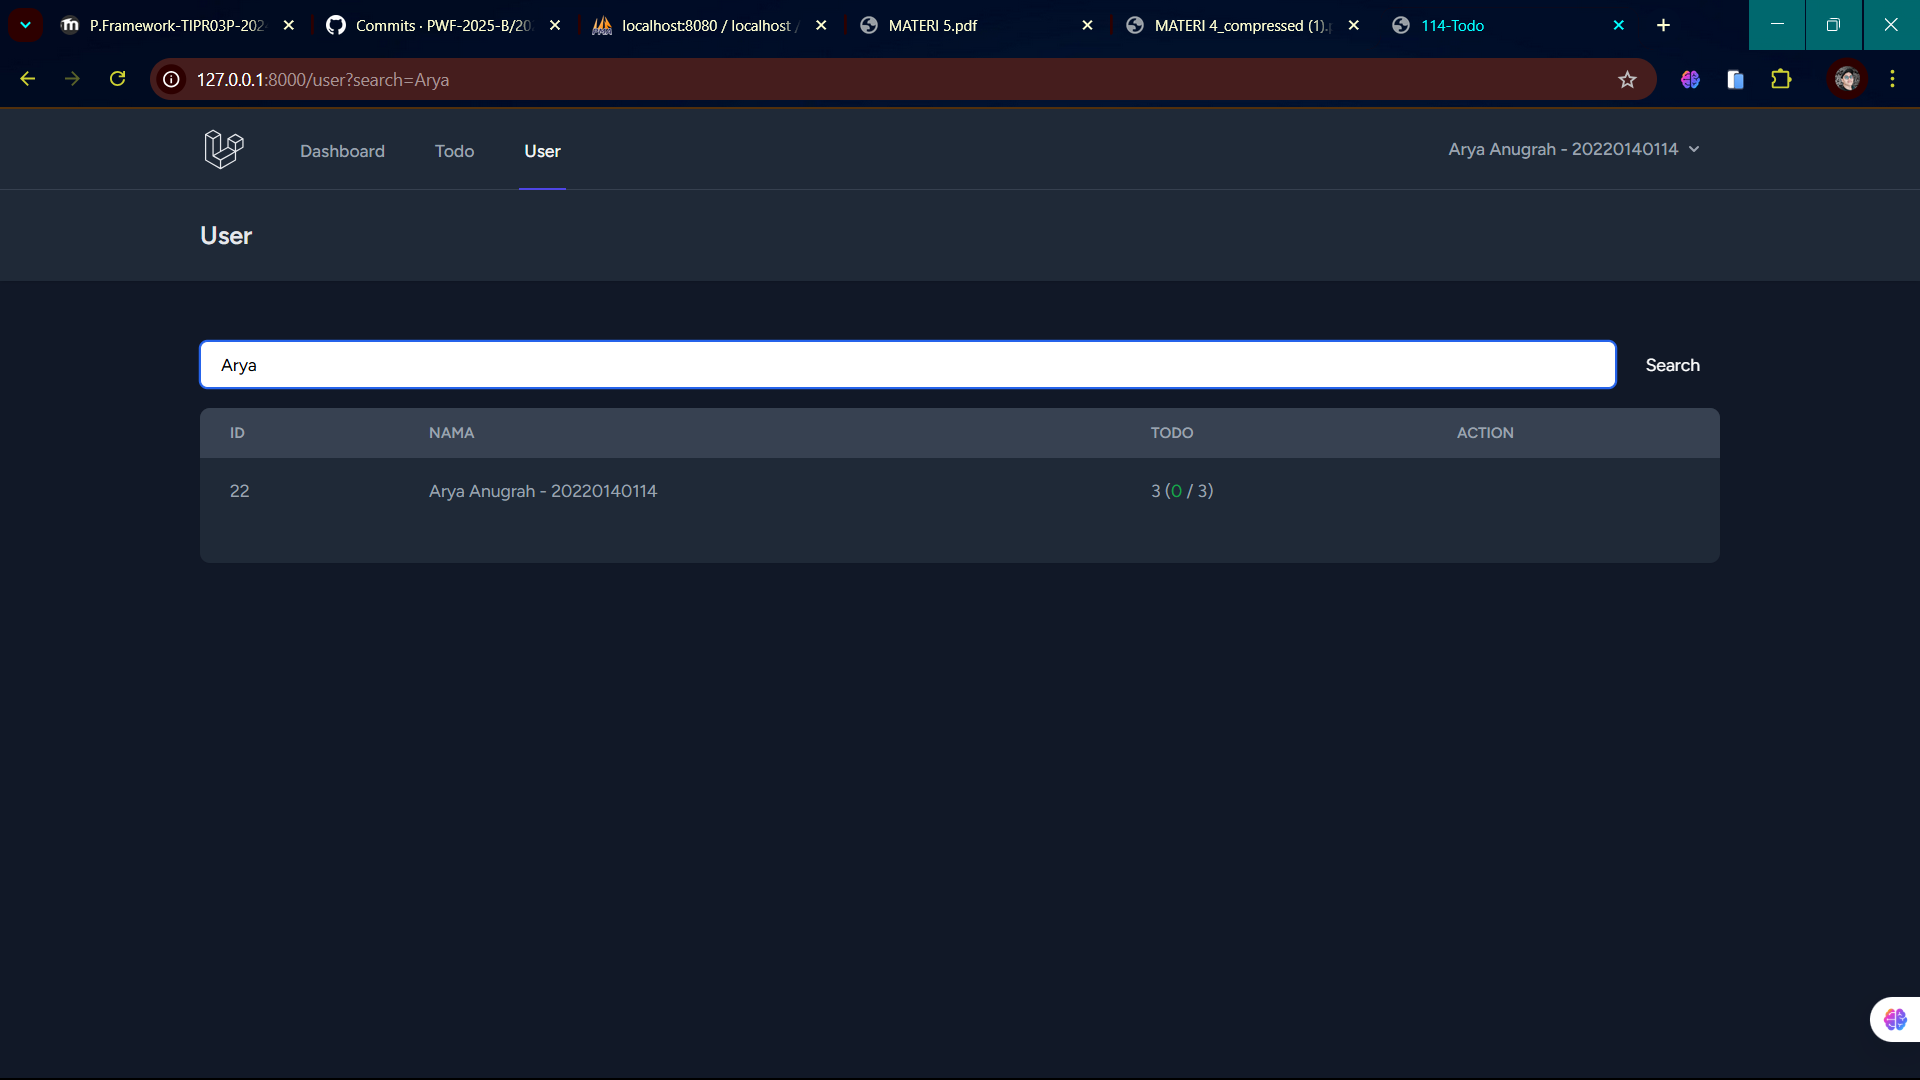 P.Framework-TIPR03P-202
Commits · PWF-2025-B/20
localhost:8080 / localhost /
MATERI 5.pdf
MATERI 4_compressed (1).p
114-Todo
127.0.0.1:8000/user?search=Arya
Dashboard
Todo
User
Arya Anugrah - 20220140114
User
Arya
Search
ID NAMA TODO ACTION
22 Arya Anugrah - 20220140114 3 (0 / 3)